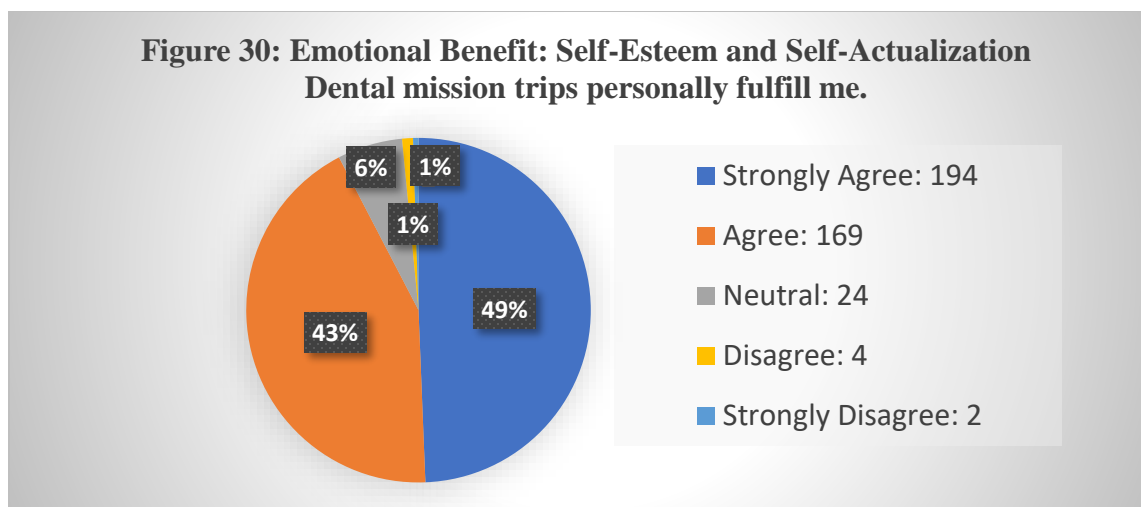 Figure 30: Emotional Benefit: Self-Esteem and Self-Actualization
Dental mission trips personally fulfill me.
6%
1%
1%
49%
43%
Strongly Agree: 194
Agree: 169
Neutral: 24
Disagree: 4
Strongly Disagree: 2